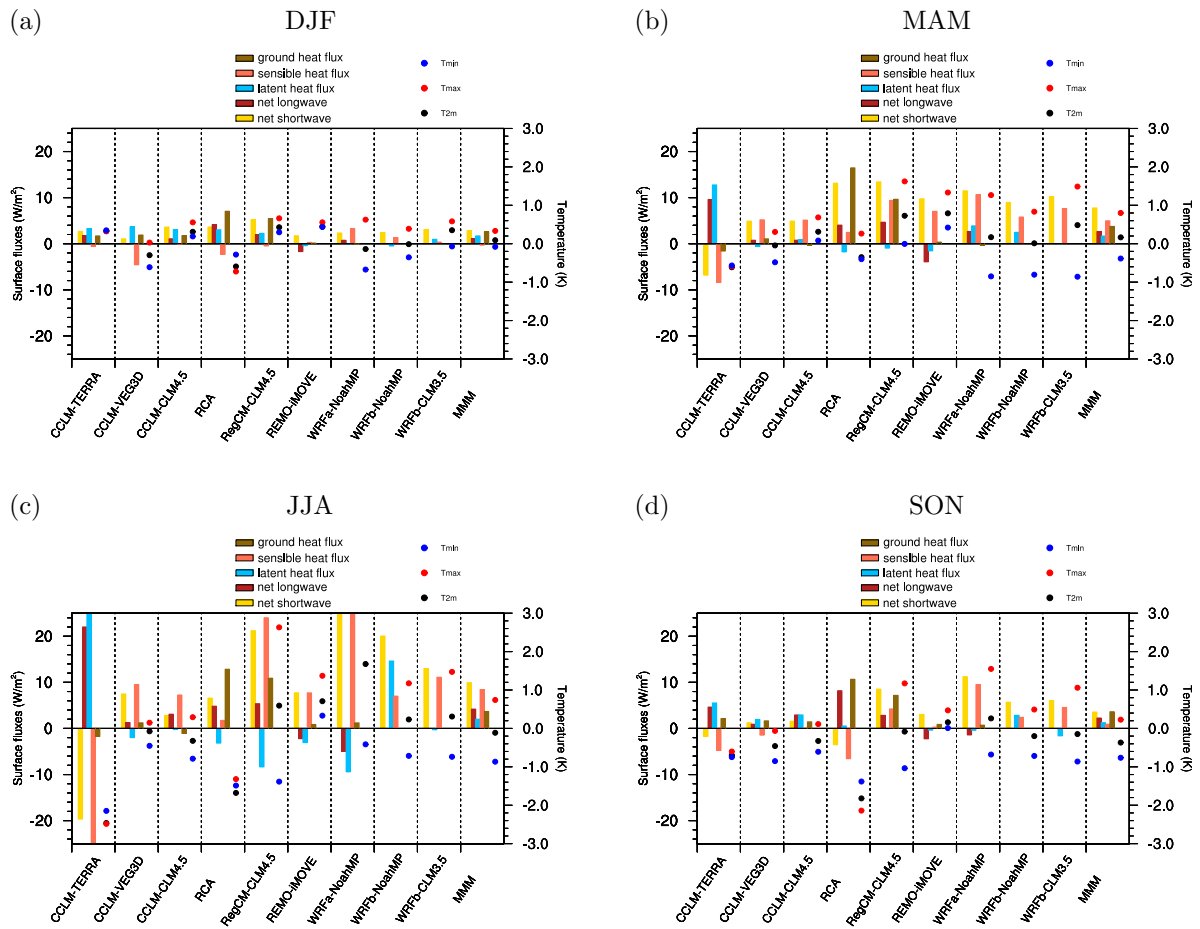 (a) DJF
ground heat flux
sensible heat flux
latent heat flux
net longwave
net shortwave
Tmin
Tmax
T2m
Surface fluxes (W/m²)
20
10
0
-10
-20
3.0
2.0
1.0
0.0
-1.0
-2.0
-3.0
Temperature (K)
CCLM-TERRA
CCLM-VEG3D
CCLM-CLM4.5
RCA
RegCM-CLM4.5
REMO-iMOVE
WRFa-NoahMP
WRFb-NoahMP
WRFb-CLM3.5
MMM
(b) MAM
ground heat flux
sensible heat flux
latent heat flux
net longwave
net shortwave
Tmin
Tmax
T2m
Surface fluxes (W/m²)
20
10
0
-10
-20
3.0
2.0
1.0
0.0
-1.0
-2.0
-3.0
Temperature (K)
CCLM-TERRA
CCLM-VEG3D
CCLM-CLM4.5
RCA
RegCM-CLM4.5
REMO-iMOVE
WRFa-NoahMP
WRFb-NoahMP
WRFb-CLM3.5
MMM
(c) JJA
ground heat flux
sensible heat flux
latent heat flux
net longwave
net shortwave
Tmin
Tmax
T2m
Surface fluxes (W/m²)
20
10
0
-10
-20
3.0
2.0
1.0
0.0
-1.0
-2.0
-3.0
Temperature (K)
CCLM-TERRA
CCLM-VEG3D
CCLM-CLM4.5
RCA
RegCM-CLM4.5
REMO-iMOVE
WRFa-NoahMP
WRFb-NoahMP
WRFb-CLM3.5
MMM
(d) SON
ground heat flux
sensible heat flux
latent heat flux
net longwave
net shortwave
Tmin
Tmax
T2m
Surface fluxes (W/m²)
20
10
0
-10
-20
3.0
2.0
1.0
0.0
-1.0
-2.0
-3.0
Temperature (K)
CCLM-TERRA
CCLM-VEG3D
CCLM-CLM4.5
RCA
RegCM-CLM4.5
REMO-iMOVE
WRFa-NoahMP
WRFb-NoahMP
WRFb-CLM3.5
MMM